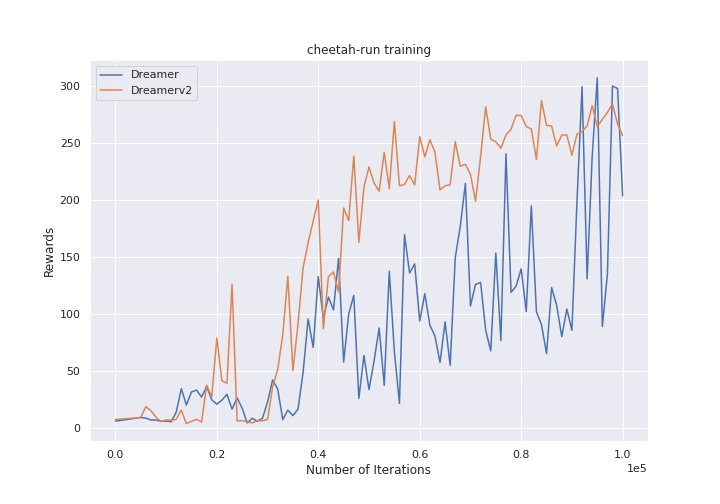 cheetah-run training
Dreamer
Dreamerv2
Rewards
300
250
200
150
100
50
0
0.0 0.2 0.4 0.6 0.8 1.0
1e5
Number of Iterations